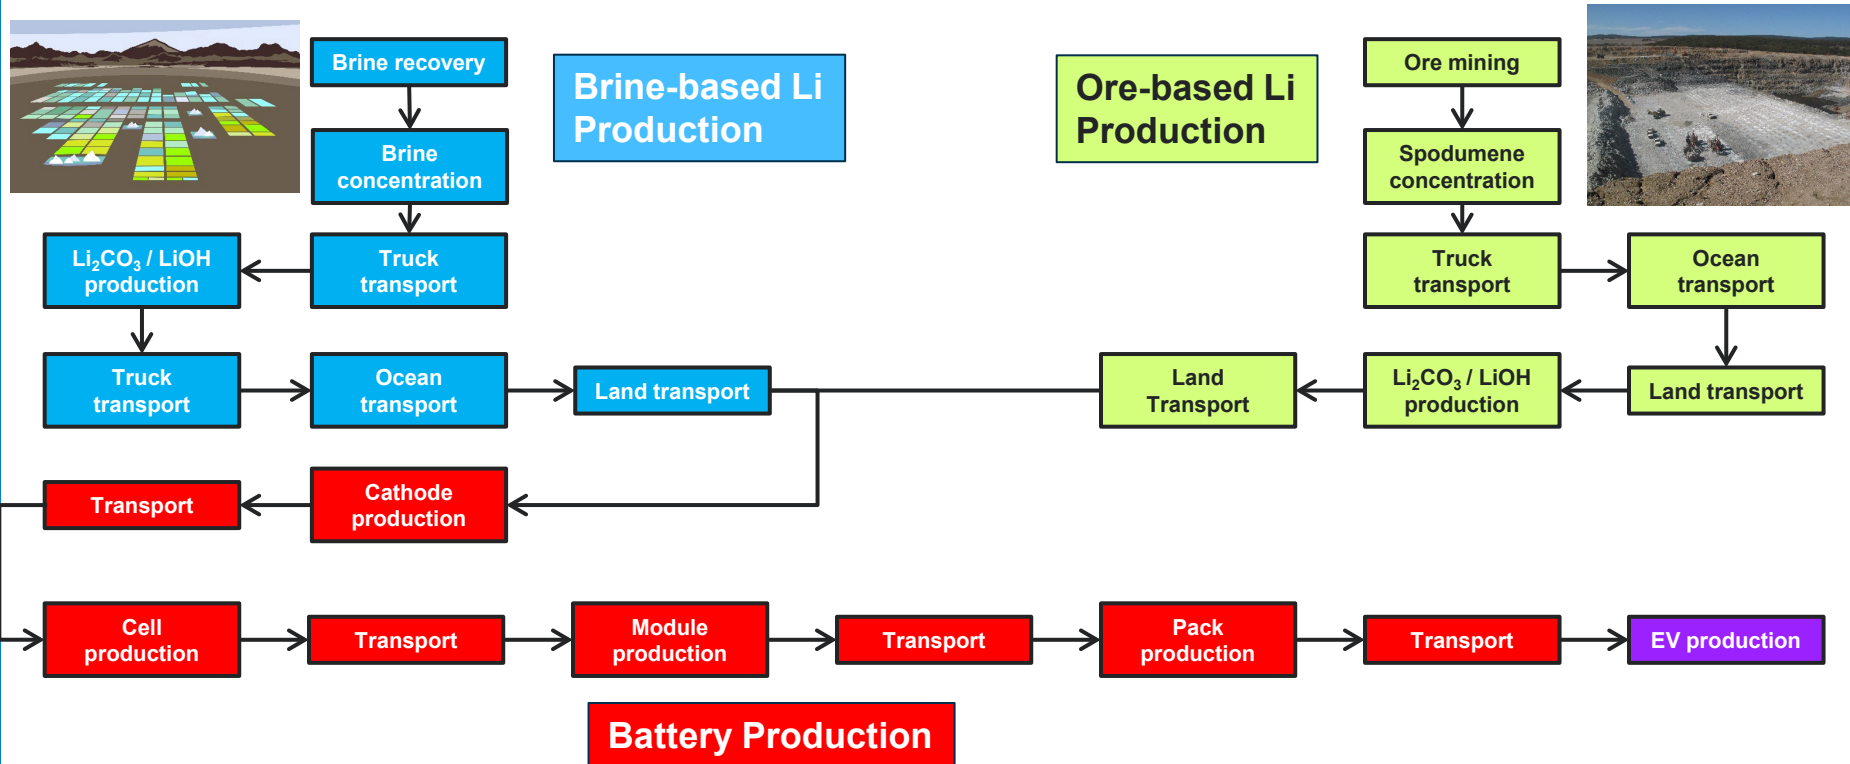 Brine recovery
Brine-based Li
Production
Ore-based Li
Production
Ore mining
Brine
concentration
Spodumene
concentration
Li₂CO₃ / LiOH
production
Truck
transport
Truck
transport
Ocean
transport
Truck
transport
Ocean
transport
Land transport
Land
Transport
Li₂CO₃ / LiOH
production
Land transport
Transport
Cathode
production
Cell
production
Transport
Module
production
Transport
Pack
production
Transport
EV production
Battery Production